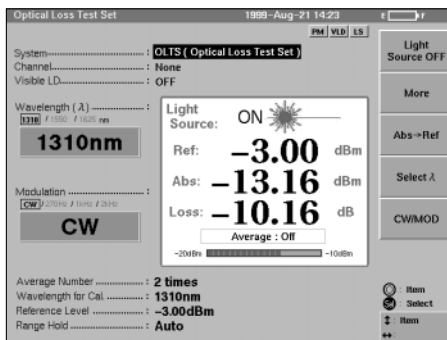 Optical Loss Test Set 1999-Aug-21 14:23
PM VLD LS
System : OLTS ( Optical Loss Test Set )
Channel : None
Visible LD : OFF
Wavelength ( λ ) :
1310 / 1550 / 1625 nm
1310nm
Modulation :
CW / 270Hz / 1kHz / 2kHz
CW
Light Source: ON
Ref: −3.00 dBm
Abs: −13.16 dBm
Loss: −10.16 dB
Average : Off
−20dBm −10dBm
Average Number : 2 times
Wavelength for Cal. : 1310nm
Reference Level : −3.00dBm
Range Hold : Auto
Light
Source OFF
More
Abs→Ref
Select λ
CW/MOD
: Item
: Select
↕ : Item
↔ :